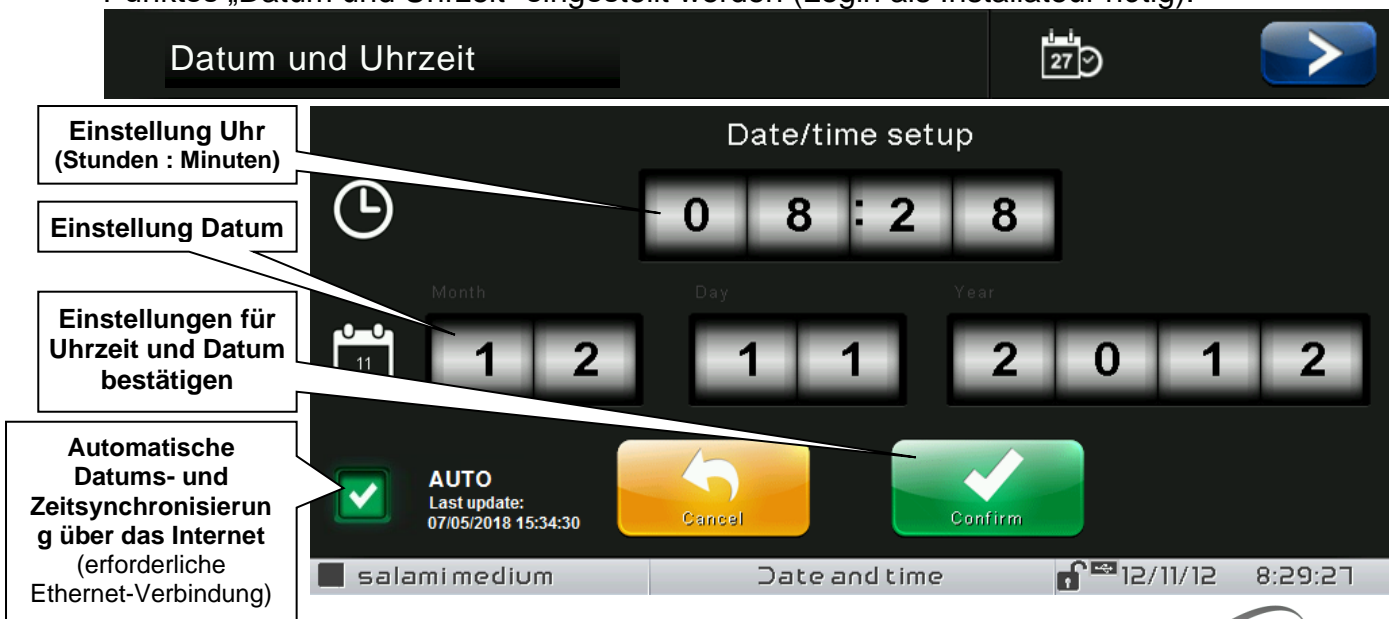 Punktes „Datum und Uhrzeit“ eingestellt werden (Login als Installateur nötig).
Datum und Uhrzeit
27
Einstellung Uhr
(Stunden : Minuten)
Date/time setup
0 8 : 2 8
Einstellung Datum
Month Day Year
11
1 2 1 1 2 0 1 2
Einstellungen für
Uhrzeit und Datum
bestätigen
Automatische
Datums- und
Zeitsynchronisierun
g über das Internet
(erforderliche
Ethernet-Verbindung)
AUTO
Last update:
07/05/2018 15:34:30
Cancel
Confirm
salami medium
Date and time
12/11/12 8:29:27